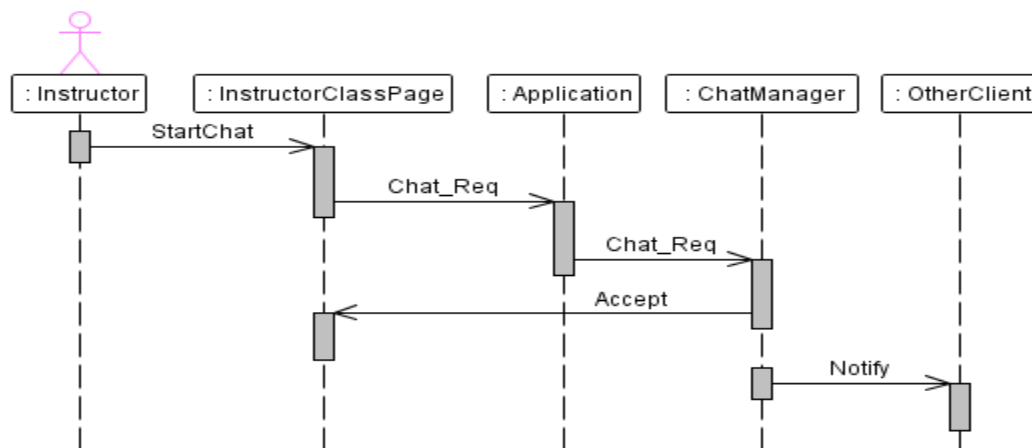 : Instructor
: InstructorClassPage
: Application
: ChatManager
: OtherClient
StartChat
Chat_Req
Chat_Req
Accept
Notify